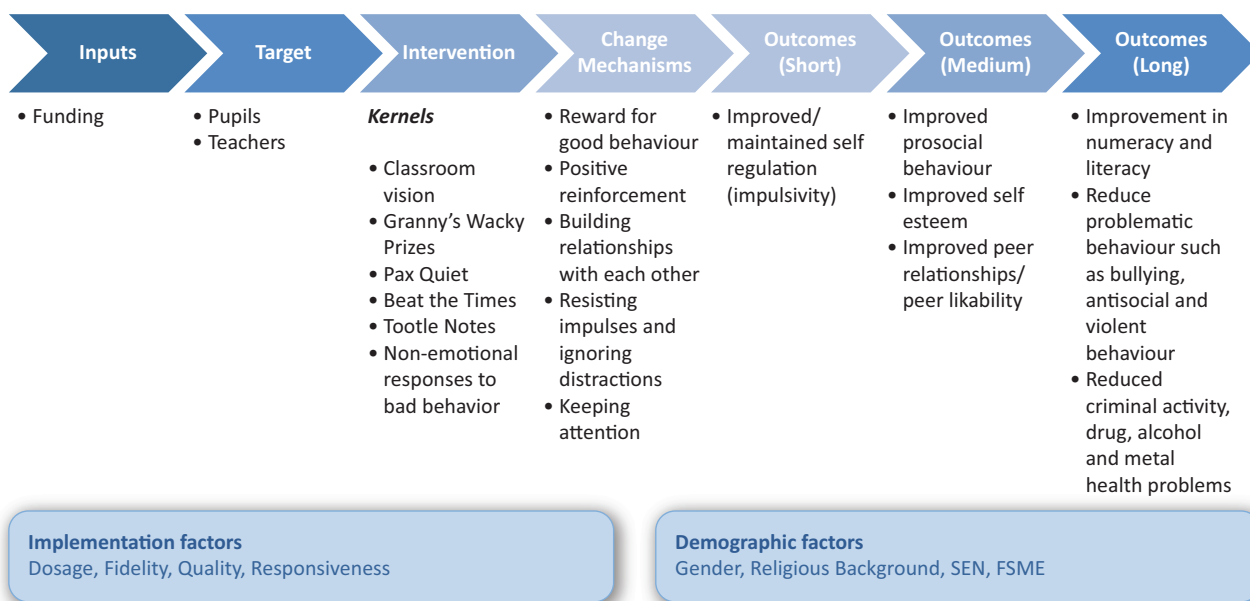 Inputs
Target
Intervention
Change
Mechanisms
Outcomes
(Short)
Outcomes
(Medium)
Outcomes
(Long)
• Funding
• Pupils
• Teachers
Kernels
• Classroom
vision
• Granny’s Wacky
Prizes
• Pax Quiet
• Beat the Times
• Tootle Notes
• Non-emotional
responses to
bad behavior
• Reward for
good behaviour
• Positive
reinforcement
• Building
relationships
with each other
• Resisting
impulses and
ignoring
distractions
• Keeping
attention
• Improved/
maintained self
regulation
(impulsivity)
• Improved
prosocial
behaviour
• Improved self
esteem
• Improved peer
relationships/
peer likability
• Improvement in
numeracy and
literacy
• Reduce
problematic
behaviour such
as bullying,
antisocial and
violent
behaviour
• Reduced
criminal activity,
drug, alcohol
and metal
health problems
Implementation factors
Dosage, Fidelity, Quality, Responsiveness
Demographic factors
Gender, Religious Background, SEN, FSME